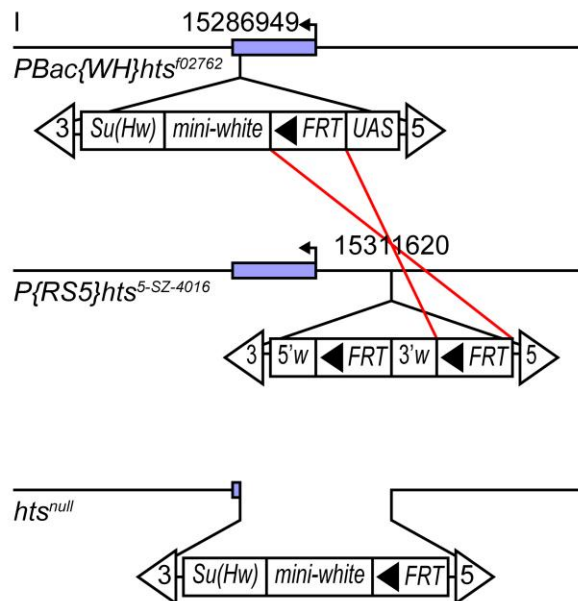 I
15286949
PBac{WH}hts^f02762
3 Su(Hw) mini-white FRT UAS 5
15311620
P{RS5}hts^5-SZ-4016
3 5'w FRT 3'w FRT 5
hts^null
3 Su(Hw) mini-white FRT 5